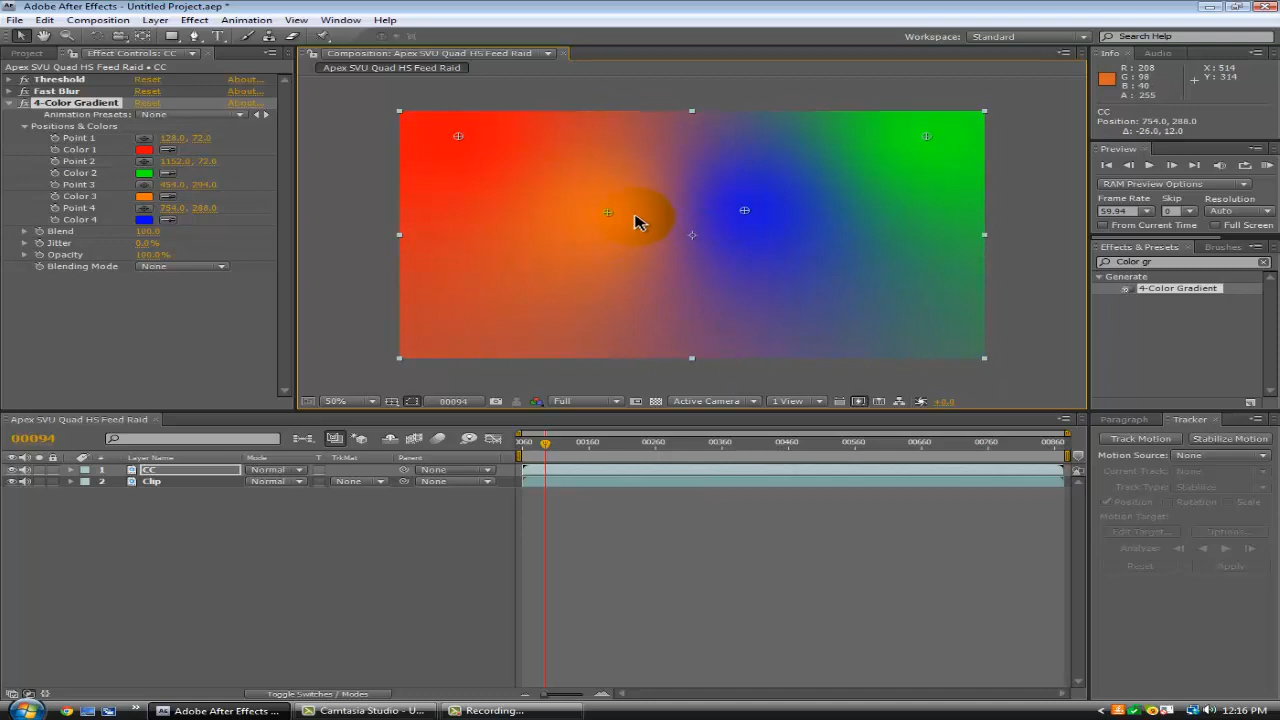 Adobe After Effects - Untitled Project.aep *
File Edit Composition Layer Effect Animation View Window Help
Workspace: Standard
Search Help
Project
Effect Controls: CC
Apex SVU Quad HS Feed Raid • CC
Threshold Reset About...
Fast Blur Reset About...
4-Color Gradient Reset About...
Animation Presets: None
Positions & Colors
Point 1 128.0, 72.0
Color 1
Point 2 1152.0, 72.0
Color 2
Point 3 454.0, 294.0
Color 3
Point 4 754.0, 288.0
Color 4
Blend 100.0
Jitter 0.0 %
Opacity 100.0 %
Blending Mode None
Composition: Apex SVU Quad HS Feed Raid
Apex SVU Quad HS Feed Raid
50% 00094 Full Active Camera 1 View +0.0
Info Audio
R : 208
G : 98
B : 40
A : 255
X : 514
Y : 314
CC
Position: 754.0, 288.0
Δ: -26.0, 12.0
Preview
RAM Preview Options
Frame Rate Skip Resolution
59.94 0 Auto
From Current Time Full Screen
Effects & Presets Brushes
Color gr
Generate
4-Color Gradient
Apex SVU Quad HS Feed Raid
00094
# Layer Name Mode T TrkMat Parent
1 CC Normal None
2 Clip Normal None None
0060 00160 00260 00360 00460 00560 00660 00760 00860
Toggle Switches / Modes
Paragraph Tracker
Track Motion Stabilize Motion
Motion Source: None
Current Track: None
Track Type: Stabilize
Position Rotation Scale
Motion Target:
Edit Target... Options...
Analyze:
Reset Apply
Adobe After Effects ... Camtasia Studio - U... Recording... 12:16 PM